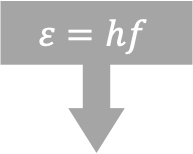 ε = hf